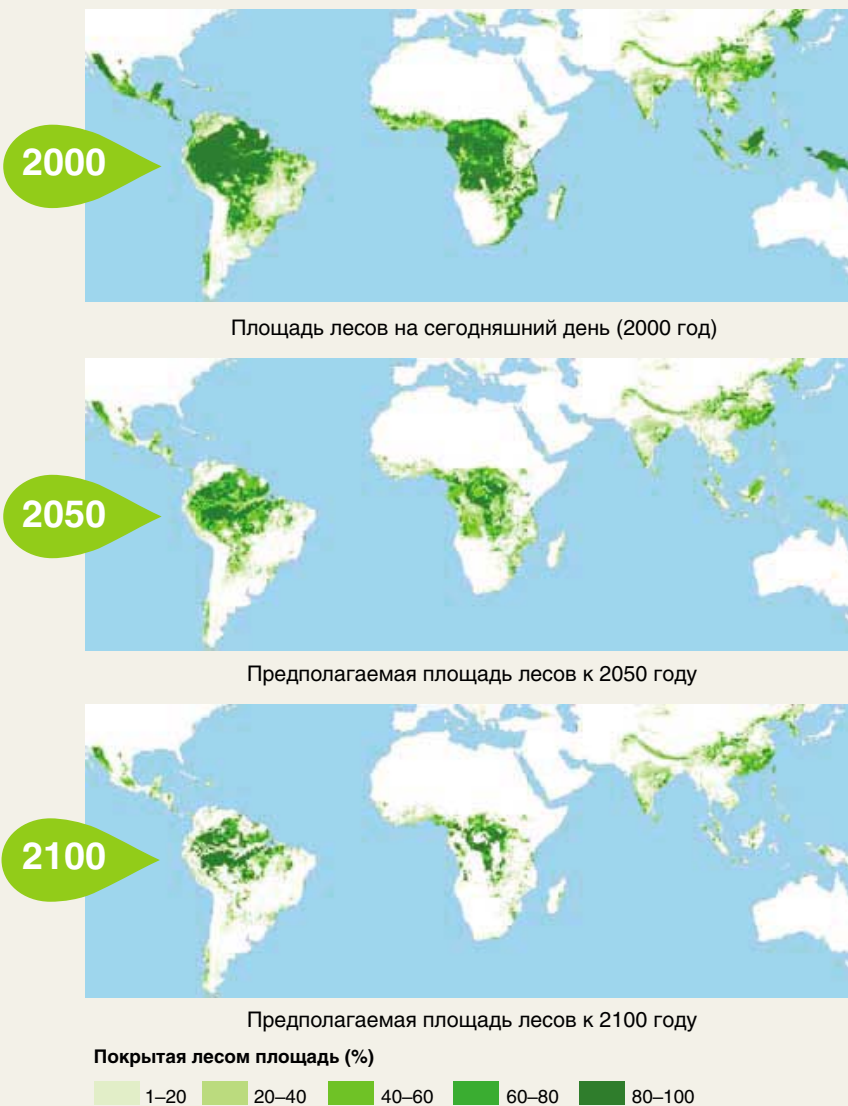 2000
Площадь лесов на сегодняшний день (2000 год)
2050
Предполагаемая площадь лесов к 2050 году
2100
Предполагаемая площадь лесов к 2100 году
Покрытая лесом площадь (%)
1–20 20–40 40–60 60–80 80–100